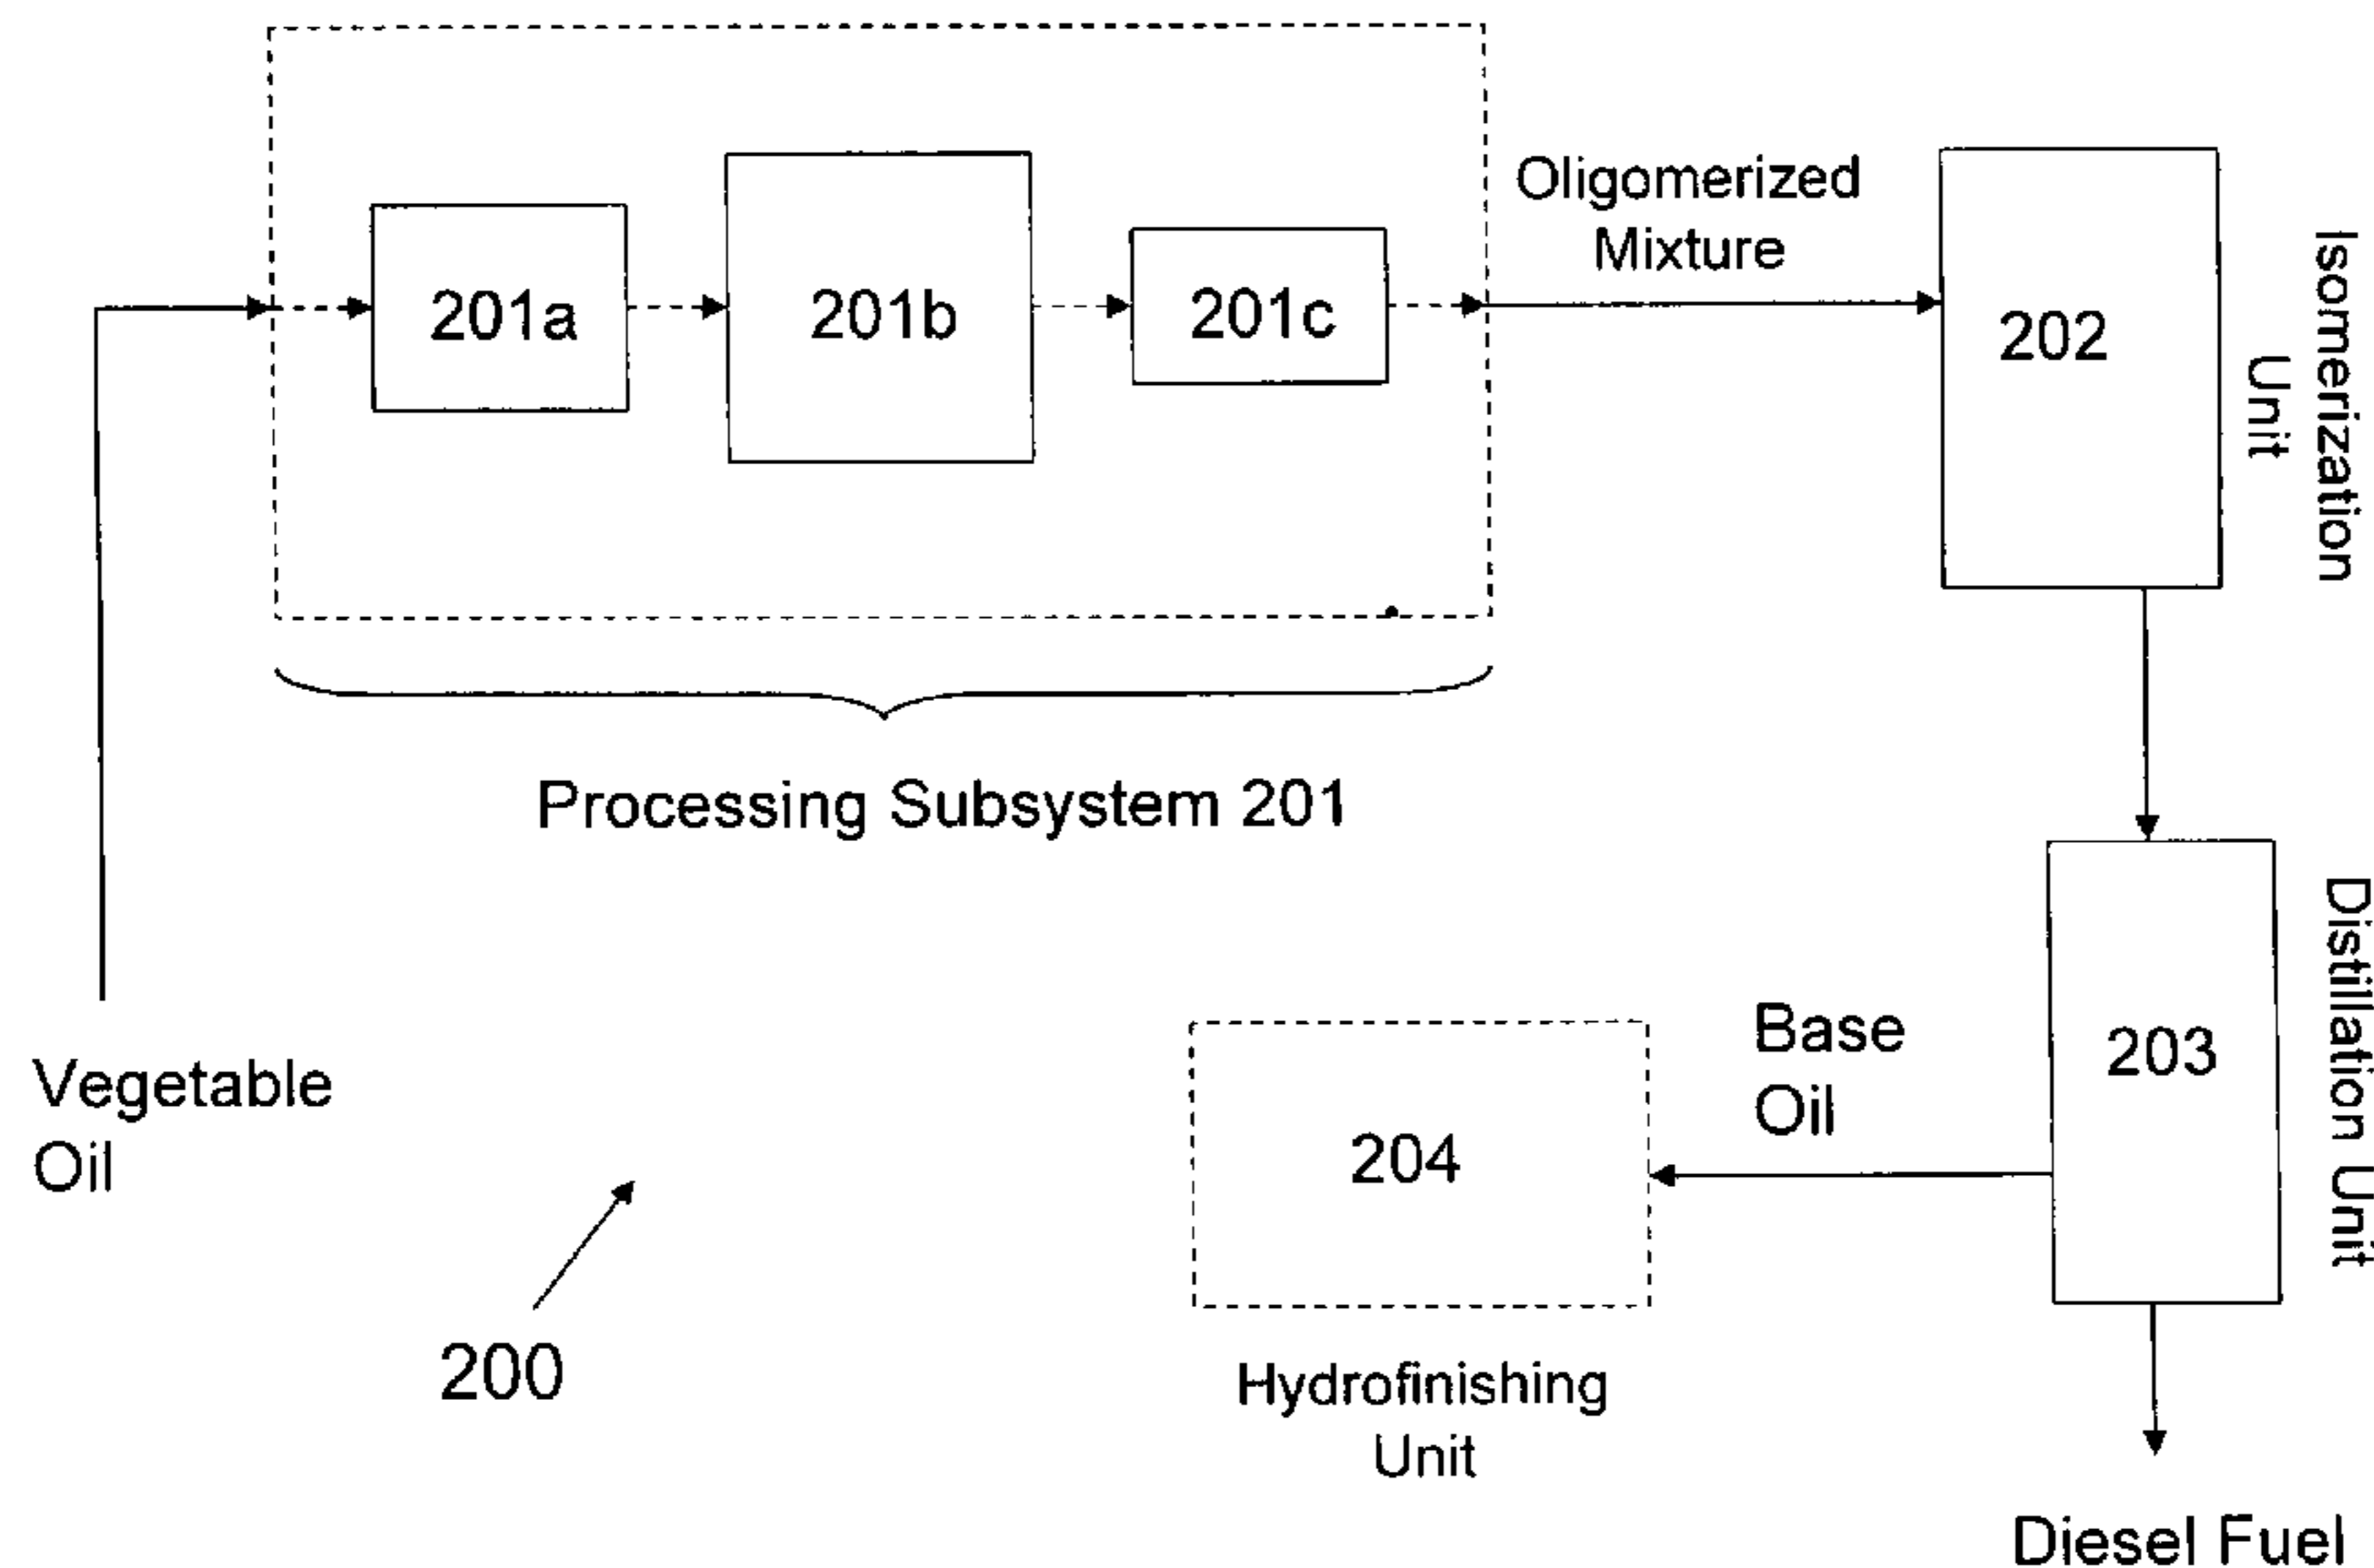 Oligomerized
Mixture
201a
201b
201c
202
Isomerization
Unit
Processing Subsystem 201
Vegetable
Oil
Base
Oil
203
Distillation Unit
204
200
Hydrofinishing
Unit
Diesel Fuel